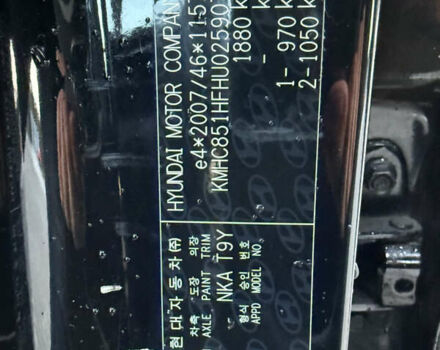 현대자동차㈜ HYUNDAI MOTOR COMPANY
e4*2007/46*115
KMHC851HFHU02590
1880 k
-
-
1- 970 k
2-1050 k
차축 도장 외장
AXLE PAINT TRIM
NKA T9Y
형식 승인 번호
APPD MODEL NO.